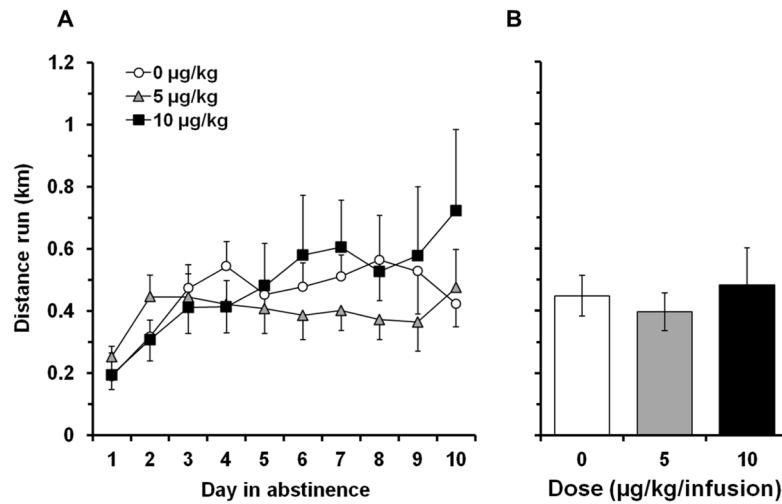 A
B
1.2
1
0.8
0.6
0.4
0.2
0
0 µg/kg
5 µg/kg
10 µg/kg
Distance run (km)
1 2 3 4 5 6 7 8 9 10
Day in abstinence
0 5 10
Dose (µg/kg/infusion)